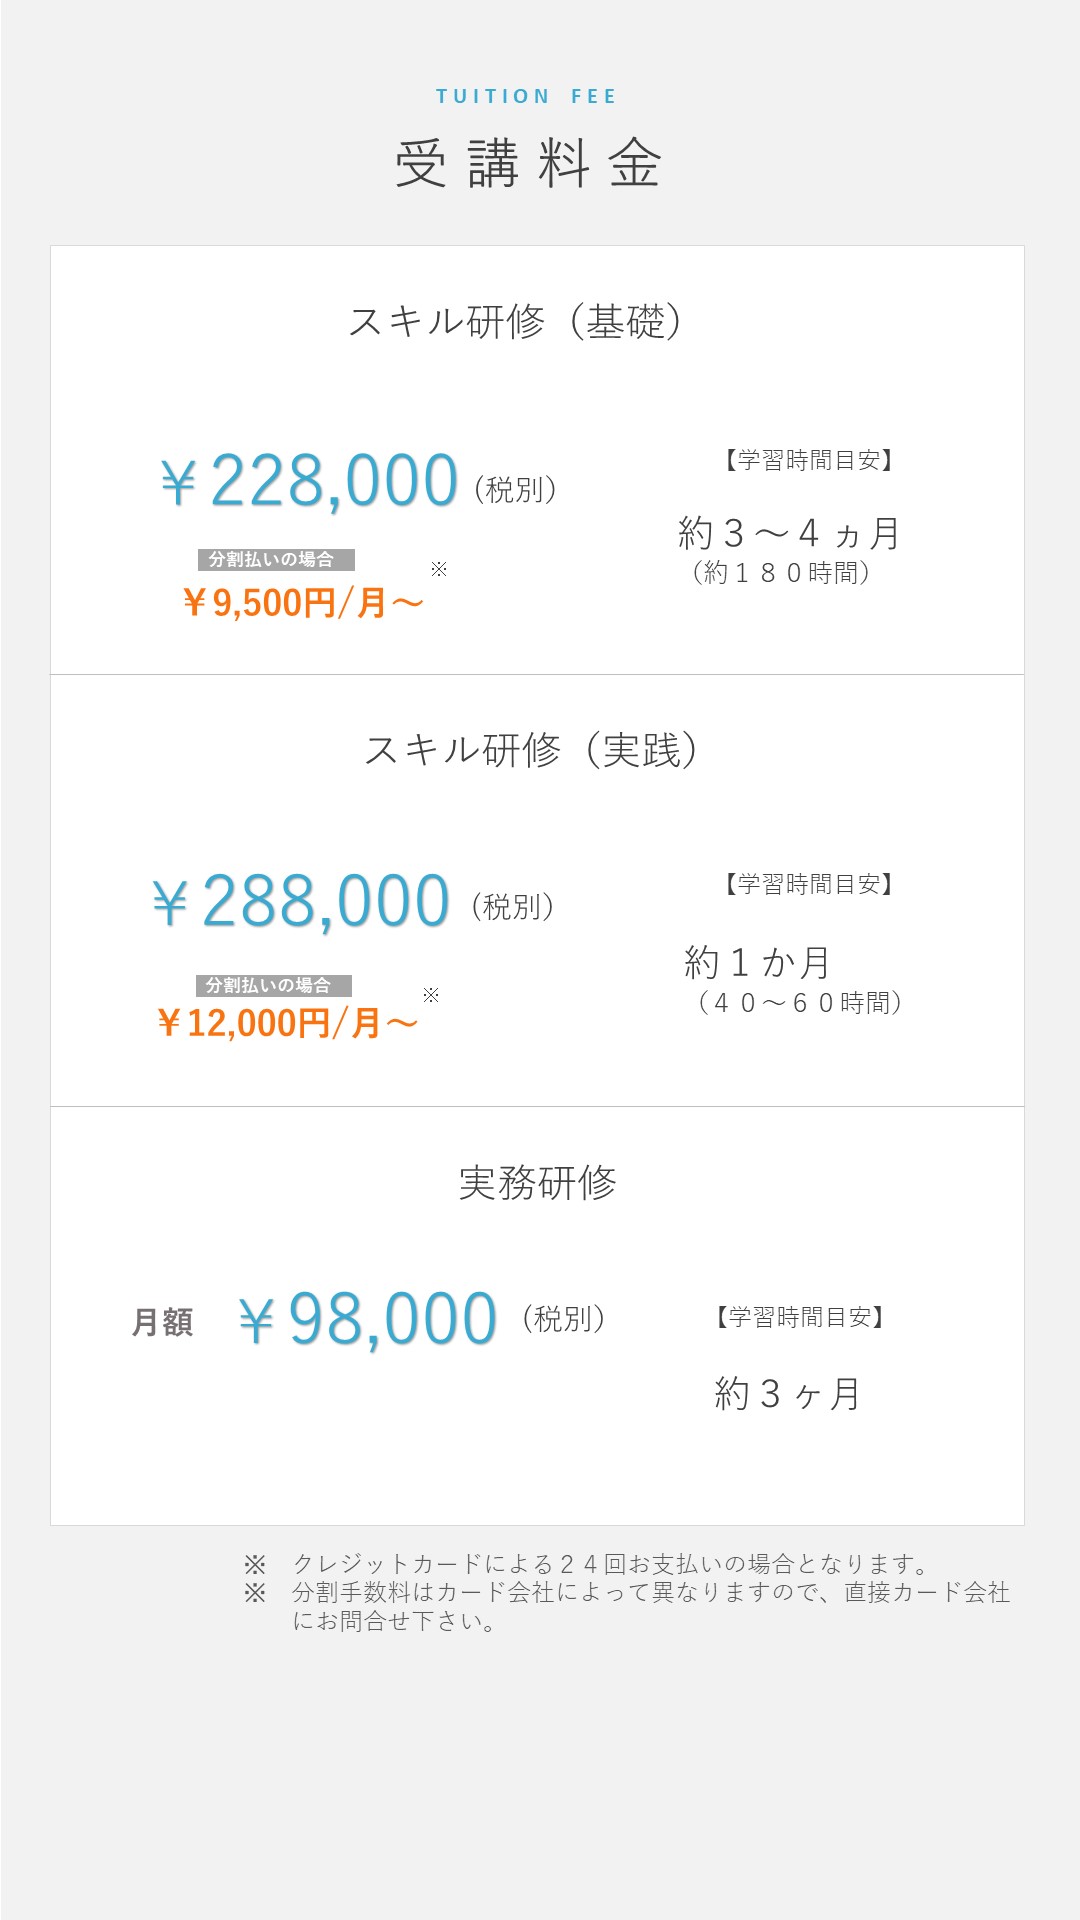 TUITION FEE
受講料金
スキル研修（基礎）
￥228,000（税別）
分割払いの場合
※
￥9,500円/月～
【学習時間目安】
約３～４ヵ月
（約１８０時間）
スキル研修（実践）
￥288,000（税別）
分割払いの場合
※
￥12,000円/月～
【学習時間目安】
約１か月
（４０～６０時間）
実務研修
月額 ￥98,000（税別）
【学習時間目安】
約３ヶ月
※ クレジットカードによる２４回お支払いの場合となります。
※ 分割手数料はカード会社によって異なりますので、直接カード会社
にお問合せ下さい。